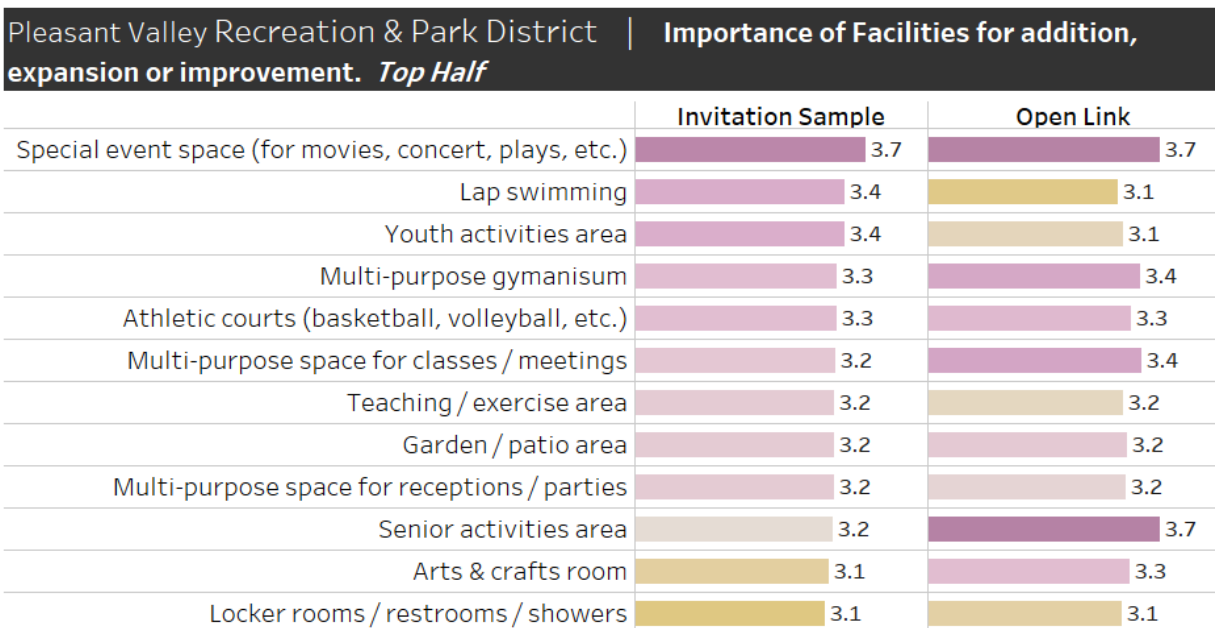 Pleasant Valley Recreation & Park District | Importance of Facilities for addition,
expansion or improvement. Top Half
Invitation Sample Open Link
Special event space (for movies, concert, plays, etc.) 3.7 3.7
Lap swimming 3.4 3.1
Youth activities area 3.4 3.1
Multi-purpose gymanisum 3.3 3.4
Athletic courts (basketball, volleyball, etc.) 3.3 3.3
Multi-purpose space for classes / meetings 3.2 3.4
Teaching / exercise area 3.2 3.2
Garden / patio area 3.2 3.2
Multi-purpose space for receptions / parties 3.2 3.2
Senior activities area 3.2 3.7
Arts & crafts room 3.1 3.3
Locker rooms / restrooms / showers 3.1 3.1